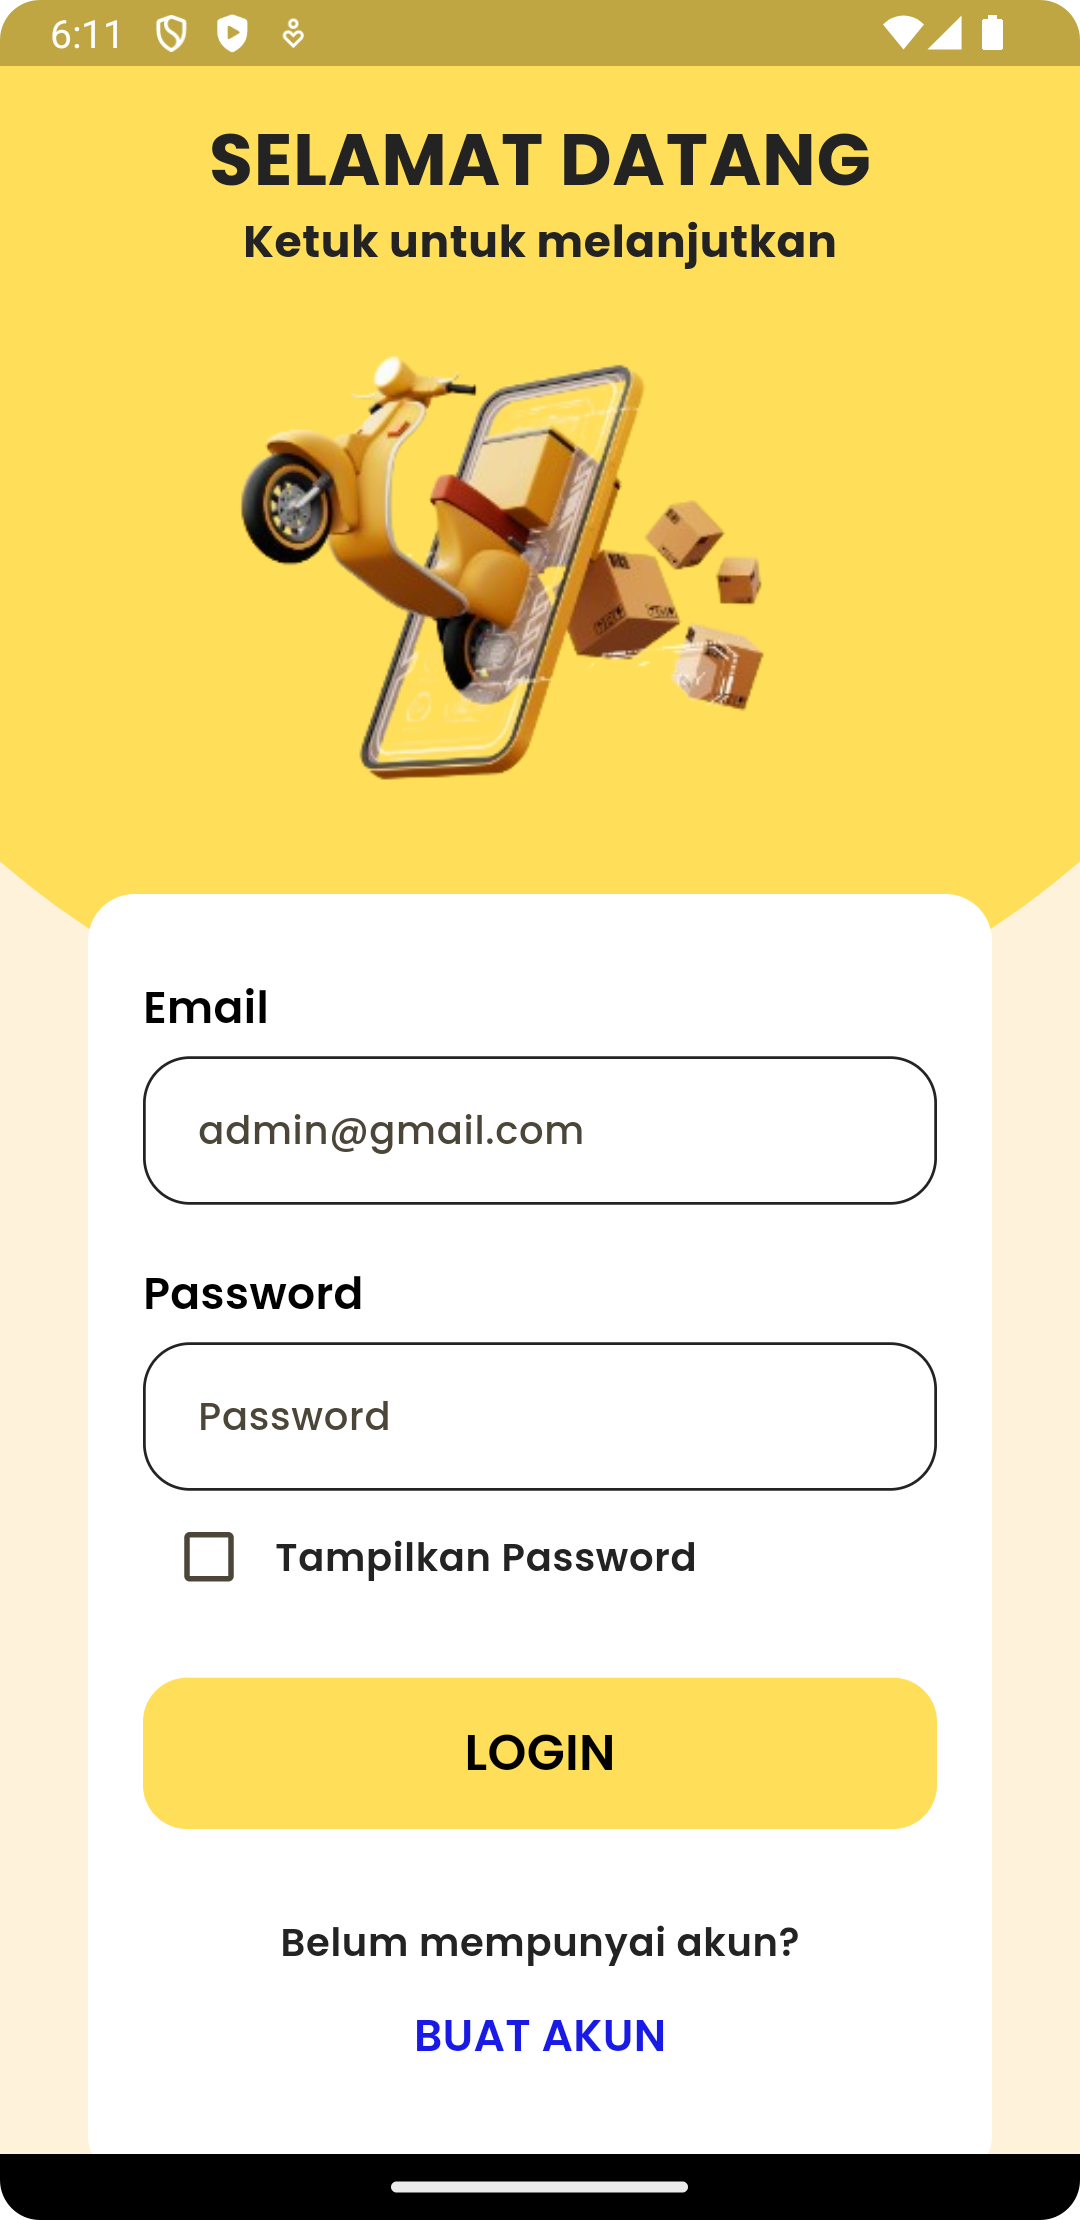 6:11
SELAMAT DATANG
Ketuk untuk melanjutkan
Email
admin@gmail.com
Password
Password
Tampilkan Password
LOGIN
Belum mempunyai akun?
BUAT AKUN